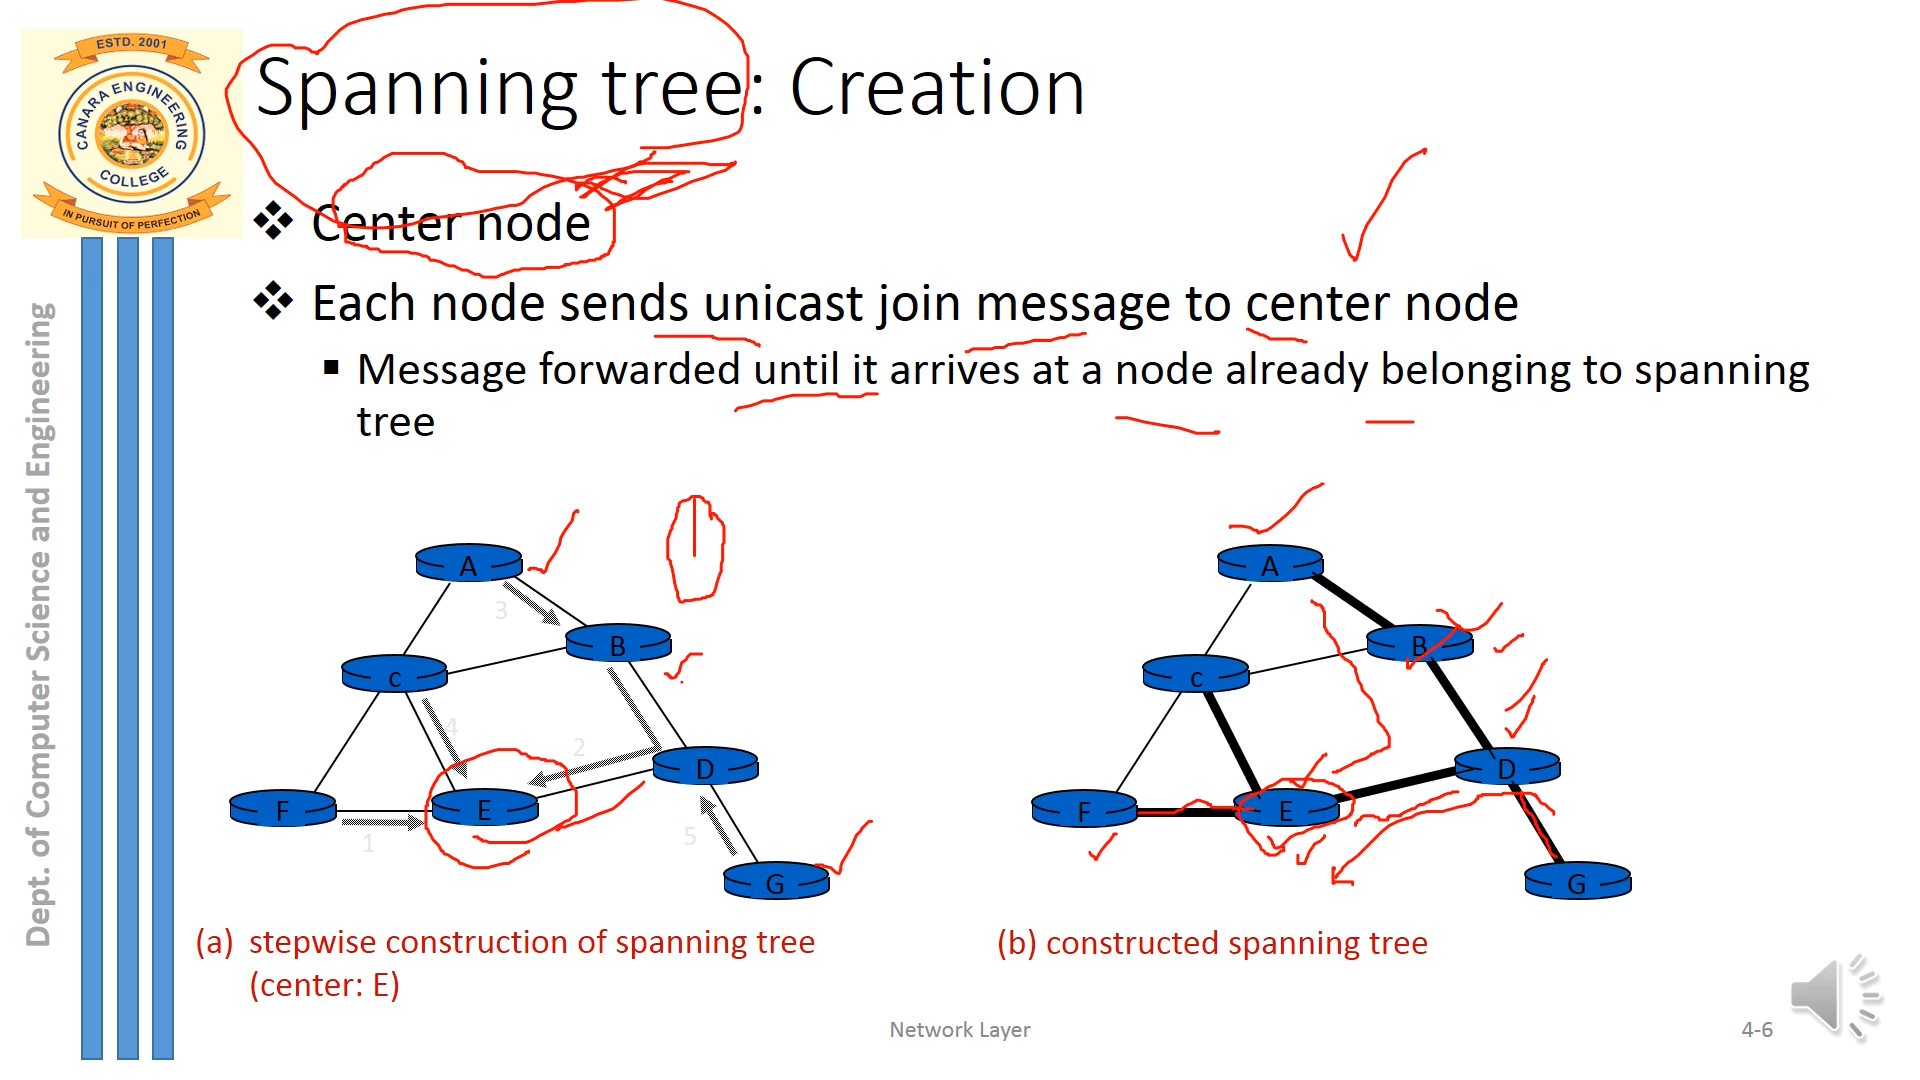 ESTD. 2001
CANARA ENGINEERING
COLLEGE
IN PURSUIT OF PERFECTION
Dept. of Computer Science and Engineering
Spanning tree: Creation
Center node
Each node sends unicast join message to center node
Message forwarded until it arrives at a node already belonging to spanning
tree
A
3
B
c
4
2
D
F
E
1
5
G
(a) stepwise construction of spanning tree
(center: E)
A
B
c
D
F
E
G
(b) constructed spanning tree
Network Layer
4-6